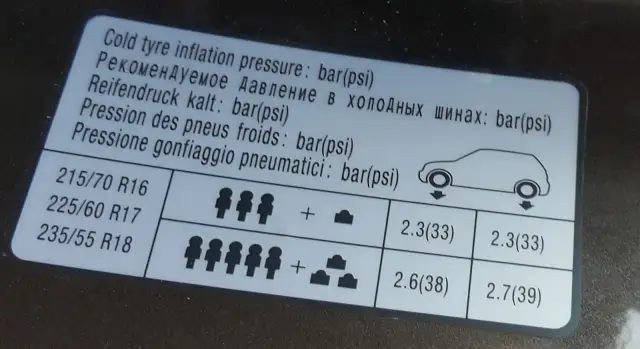 Cold tyre inflation pressure: bar(psi)
Рекомендуемое давление в холодных шинах: bar(psi)
Reifendruck kalt: bar(psi)
Pression des pneus froids: bar(psi)
Pressione gonfiaggio pneumatici: bar(psi)
215/70 R16
225/60 R17
235/55 R18
+ 2.3(33) 2.3(33)
+ 2.6(38) 2.7(39)